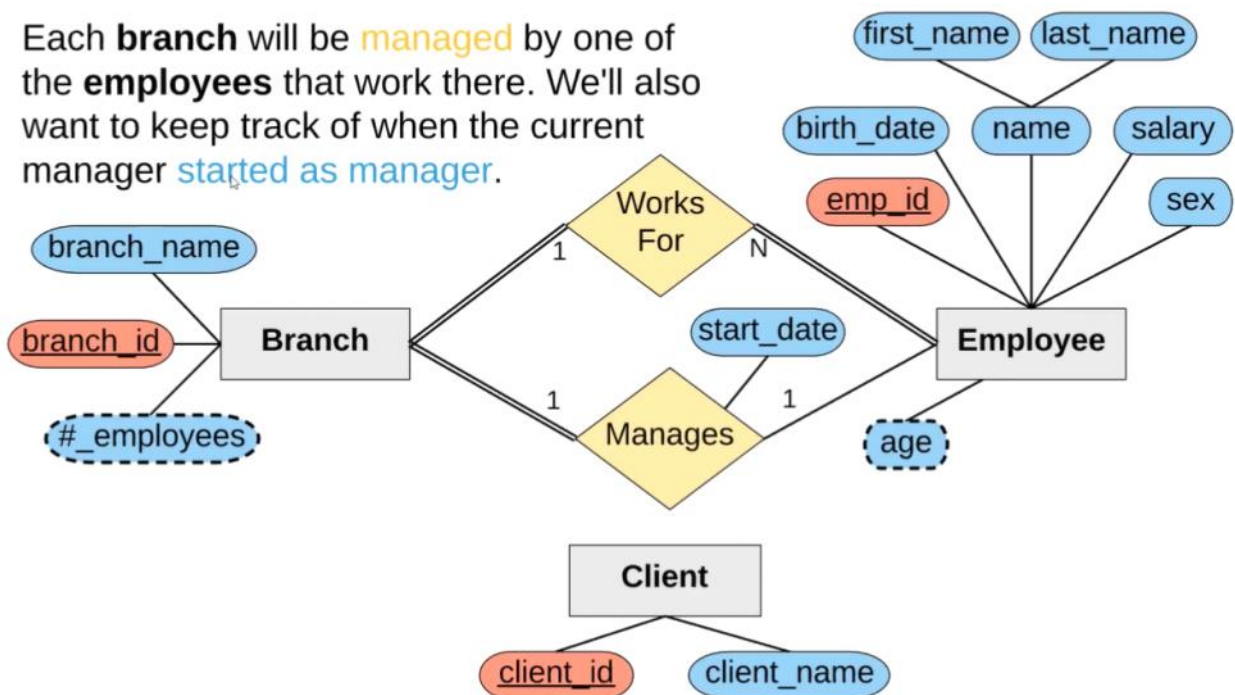 Each branch will be managed by one of
the employees that work there. We'll also
want to keep track of when the current
manager started as manager.
first_name
last_name
birth_date
name
salary
emp_id
sex
Works
For
1
N
branch_name
branch_id
Branch
#_employees
start_date
Employee
1
1
Manages
age
Client
client_id
client_name